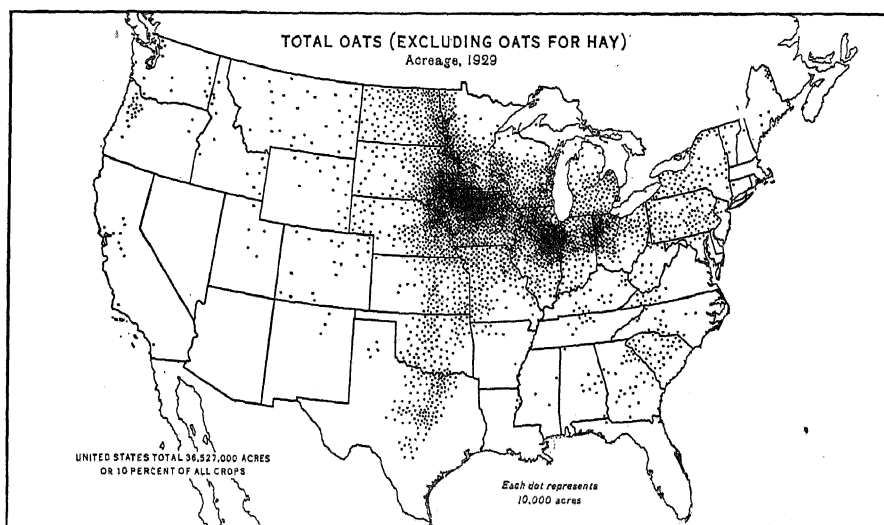 TOTAL OATS (EXCLUDING OATS FOR HAY)
Acreage, 1929
UNITED STATES TOTAL 36,527,000 ACRES
OR 10 PERCENT OF ALL CROPS
Each dot represents
10,000 acres